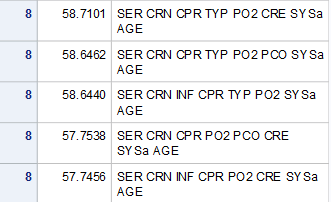 8 58.7101 SER CRN CPR TYP PO2 CRE SYSa
AGE
8 58.6462 SER CRN CPR TYP PO2 PCO SYSa
AGE
8 58.6440 SER CRN INF CPR TYP PO2 SYSa
AGE
8 57.7538 SER CRN CPR PO2 PCO CRE
SYSa AGE
8 57.7456 SER CRN INF CPR PO2 CRE SYSa
AGE